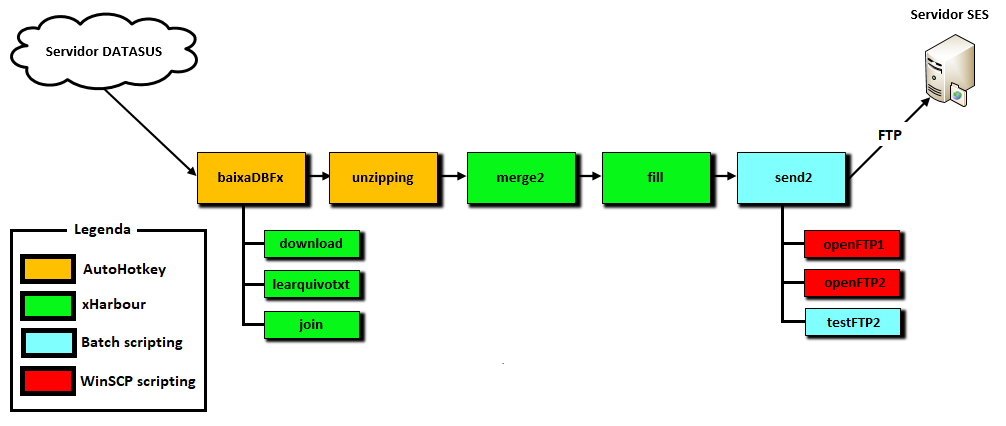 Servidor SES
Servidor DATASUS
FTP
baixaDBFx
unzipping
merge2
fill
send2
download
learquivotxt
join
openFTP1
openFTP2
testFTP2
Legenda
AutoHotkey
xHarbour
Batch scripting
WinSCP scripting